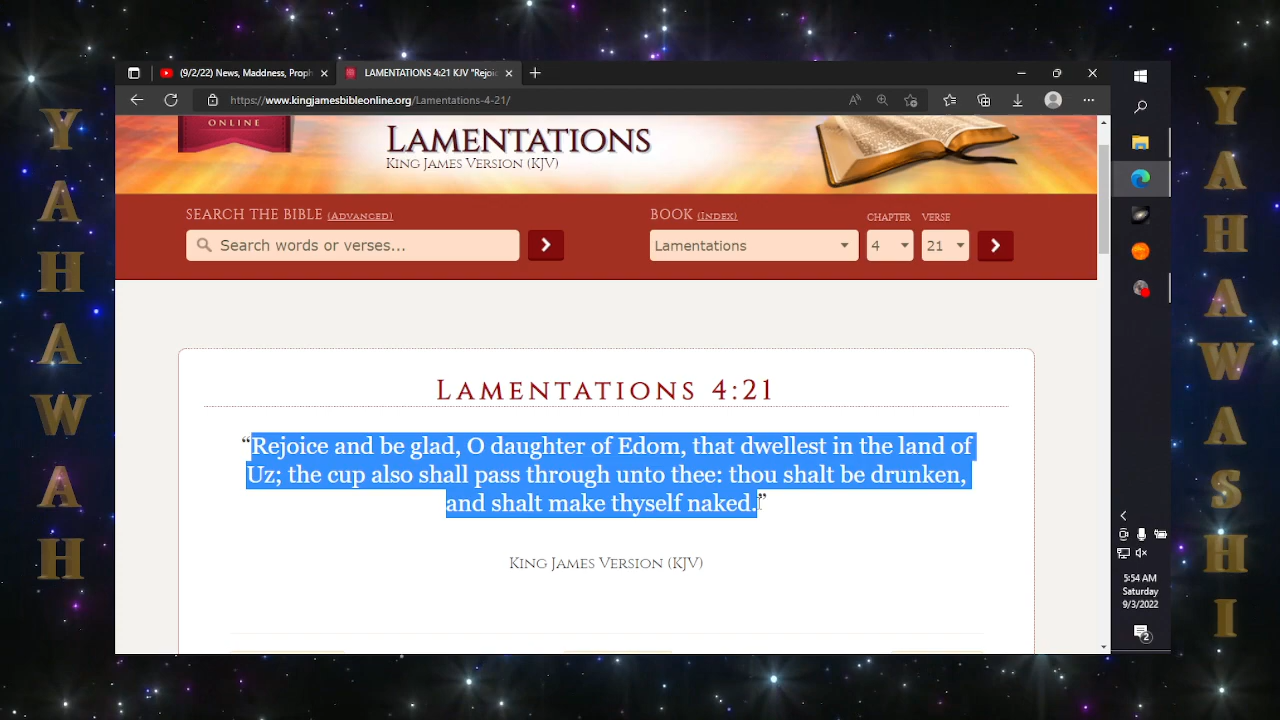 YAHAWAH
(9/2/22) News, Maddness, Proph
LAMENTATIONS 4:21 KJV "Rejoi
https://www.kingjamesbibleonline.org/Lamentations-4-21/
ONLINE
LAMENTATIONS
KING JAMES VERSION (KJV)
SEARCH THE BIBLE (ADVANCED)
BOOK (INDEX)
CHAPTER
VERSE
Search words or verses...
Lamentations
4
21
LAMENTATIONS 4:21
“Rejoice and be glad, O daughter of Edom, that dwellest in the land of
Uz; the cup also shall pass through unto thee: thou shalt be drunken,
and shalt make thyself naked.”
KING JAMES VERSION (KJV)
5:54 AM
Saturday
9/3/2022
2
YAHAWASHI